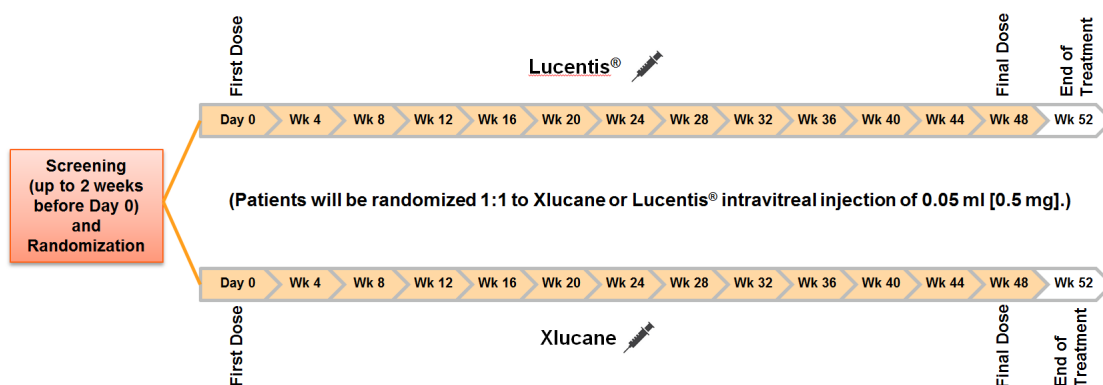 First Dose
Lucentis®
Final Dose
End of
Treatment
Day 0 Wk 4 Wk 8 Wk 12 Wk 16 Wk 20 Wk 24 Wk 28 Wk 32 Wk 36 Wk 40 Wk 44 Wk 48 Wk 52
Screening
(up to 2 weeks
before Day 0)
and
Randomization
(Patients will be randomized 1:1 to Xlucane or Lucentis® intravitreal injection of 0.05 ml [0.5 mg].)
Day 0 Wk 4 Wk 8 Wk 12 Wk 16 Wk 20 Wk 24 Wk 28 Wk 32 Wk 36 Wk 40 Wk 44 Wk 48 Wk 52
First Dose
Xlucane
Final Dose
End of
Treatment